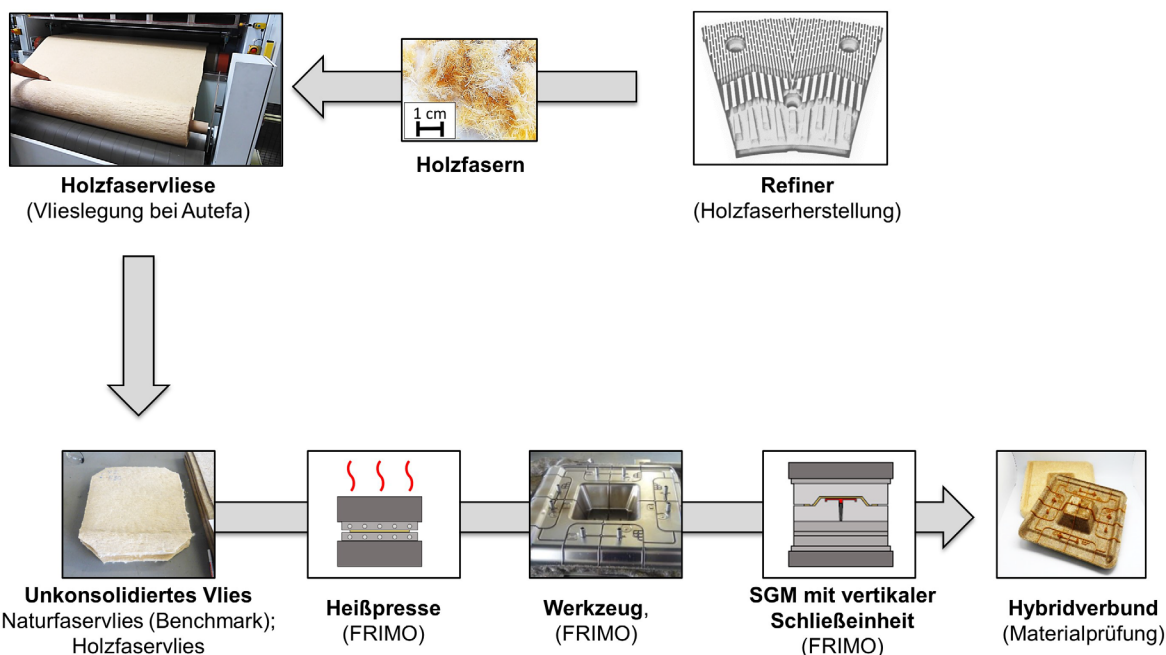 1 cm
Holzfasern
Holzfaservliese
(Vlieslegung bei Autefa)
Refiner
(Holzfaserherstellung)
Unkonsolidiertes Vlies
Naturfaservlies (Benchmark);
Holzfaservlies
Heißpresse
(FRIMO)
Werkzeug,
(FRIMO)
SGM mit vertikaler
Schließeinheit
(FRIMO)
Hybridverbund
(Materialprüfung)